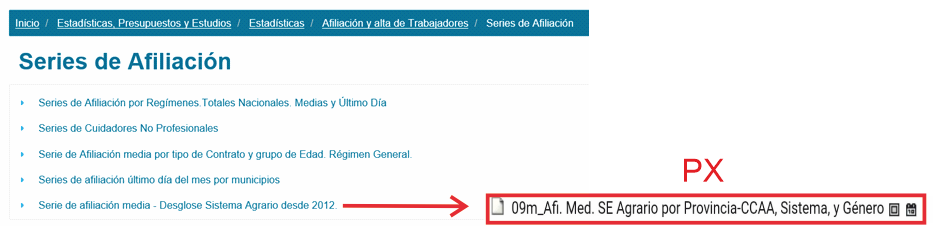 Inicio / Estadísticas, Presupuestos y Estudios / Estadísticas / Afiliación y alta de Trabajadores / Series de Afiliación
Series de Afiliación
Series de Afiliación por Regímenes.Totales Nacionales. Medias y Último Día
Series de Cuidadores No Profesionales
Serie de Afiliación media por tipo de Contrato y grupo de Edad. Régimen General.
Series de afiliación último día del mes por municipios
Serie de afiliación media - Desglose Sistema Agrario desde 2012.
PX
09m_Afi. Med. SE Agrario por Provincia-CCAA, Sistema, y Género